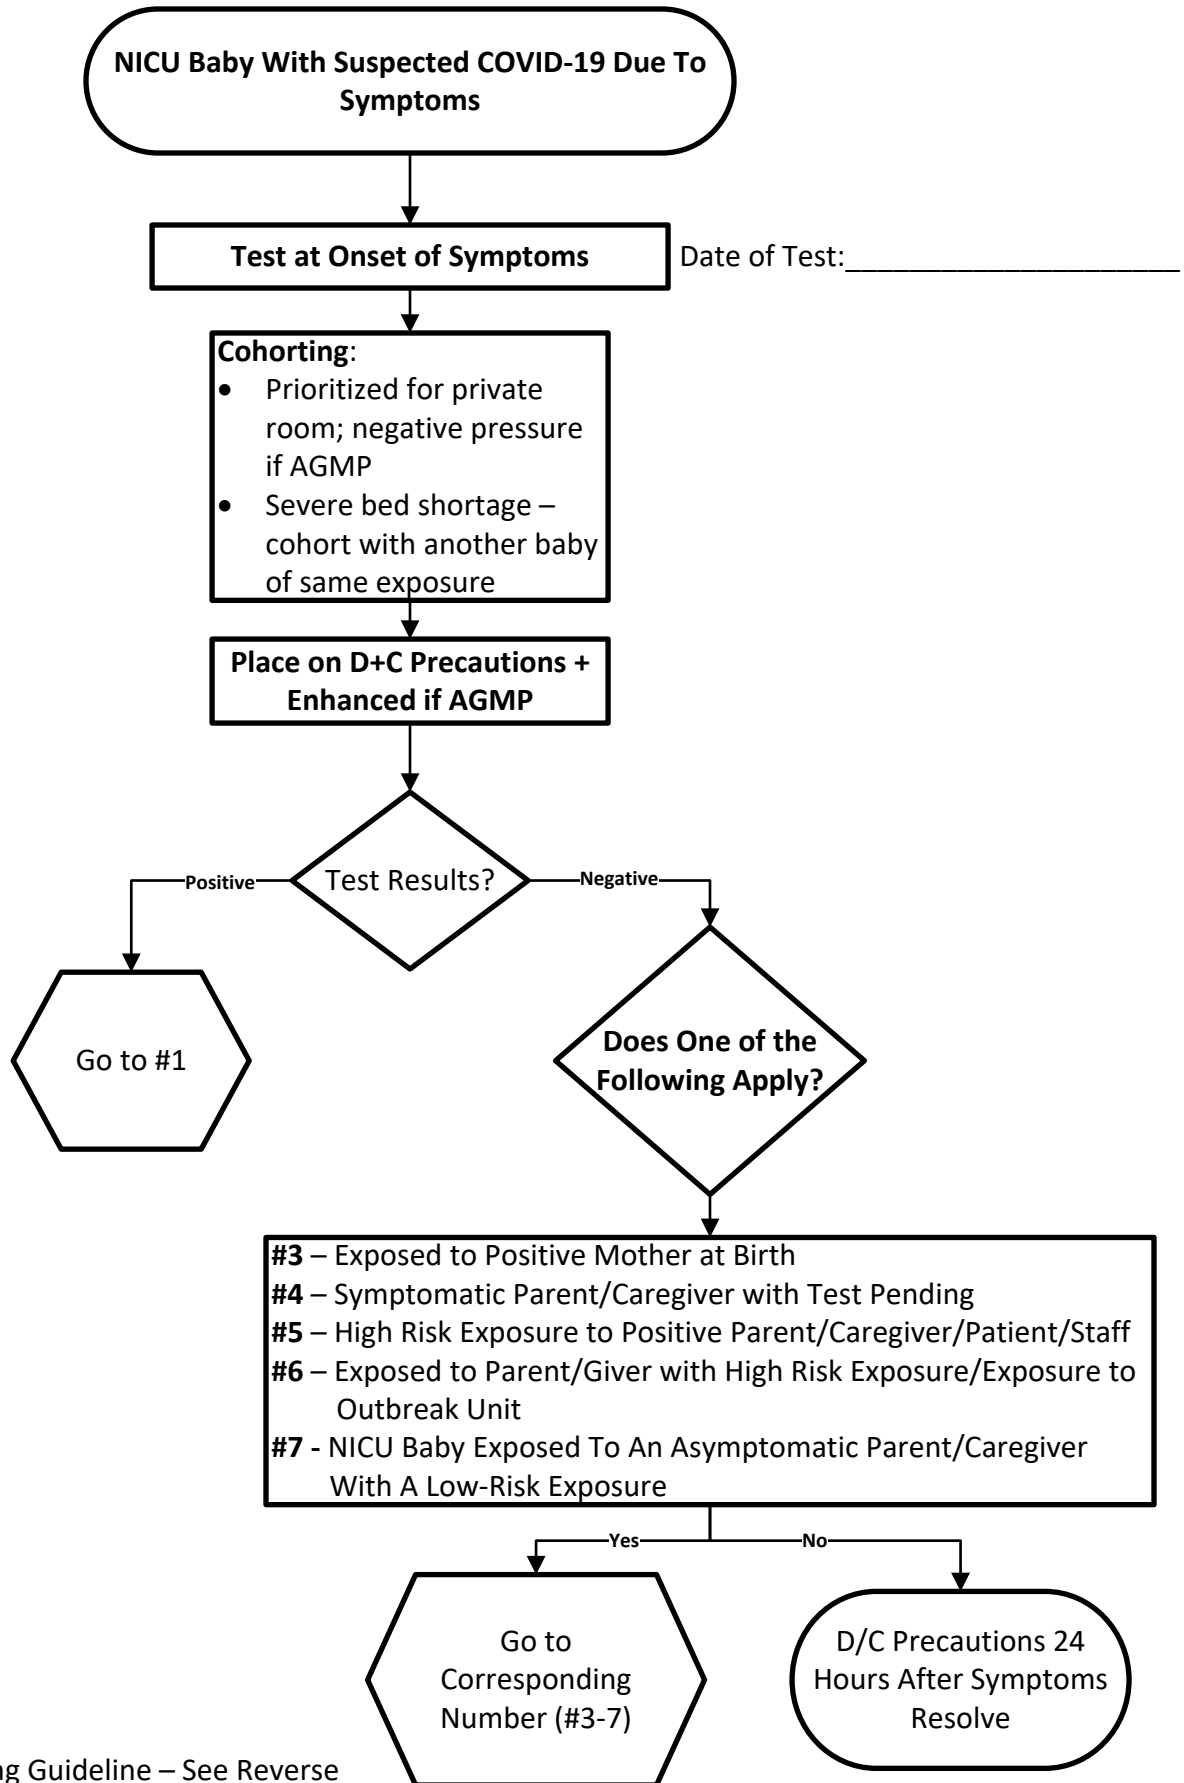 NICU Baby With Suspected COVID-19 Due To
Symptoms
Test at Onset of Symptoms
Date of Test:_______________________
Cohorting:
• Prioritized for private
room; negative pressure
if AGMP
• Severe bed shortage –
cohort with another baby
of same exposure
Place on D+C Precautions +
Enhanced if AGMP
Test Results?
Positive
Negative
Go to #1
Does One of the
Following Apply?
#3 – Exposed to Positive Mother at Birth
#4 – Symptomatic Parent/Caregiver with Test Pending
#5 – High Risk Exposure to Positive Parent/Caregiver/Patient/Staff
#6 – Exposed to Parent/Giver with High Risk Exposure/Exposure to
Outbreak Unit
#7 - NICU Baby Exposed To An Asymptomatic Parent/Caregiver
With A Low-Risk Exposure
Yes
No
Go to
Corresponding
Number (#3-7)
D/C Precautions 24
Hours After Symptoms
Resolve
Guideline – See Reverse